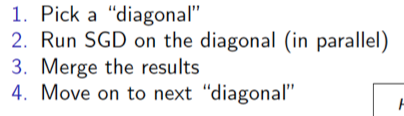 1. Pick a “diagonal”
2. Run SGD on the diagonal (in parallel)
3. Merge the results
4. Move on to next “diagonal”